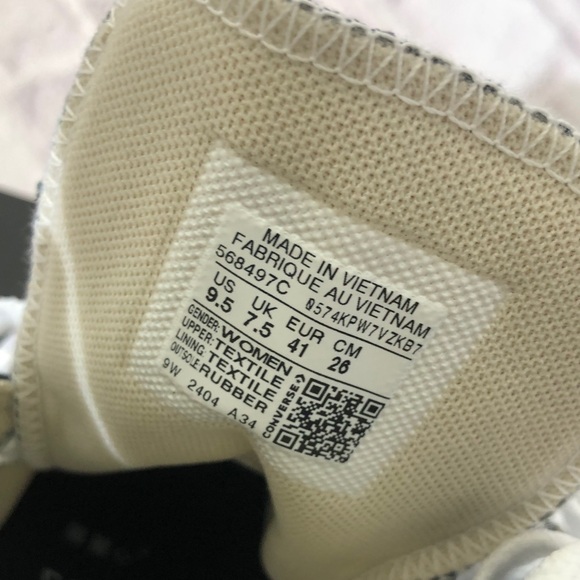 MADE IN VIETNAM
FABRIQUE AU VIETNAM
568497C 0574KPW7VZKB7
US UK EUR CM
9.5 7.5 41 26
GENDER: WOMEN
UPPER: TEXTILE
LINING: TEXTILE
OUTSOLE: RUBBER
9W 2404 A34
CONVERSE